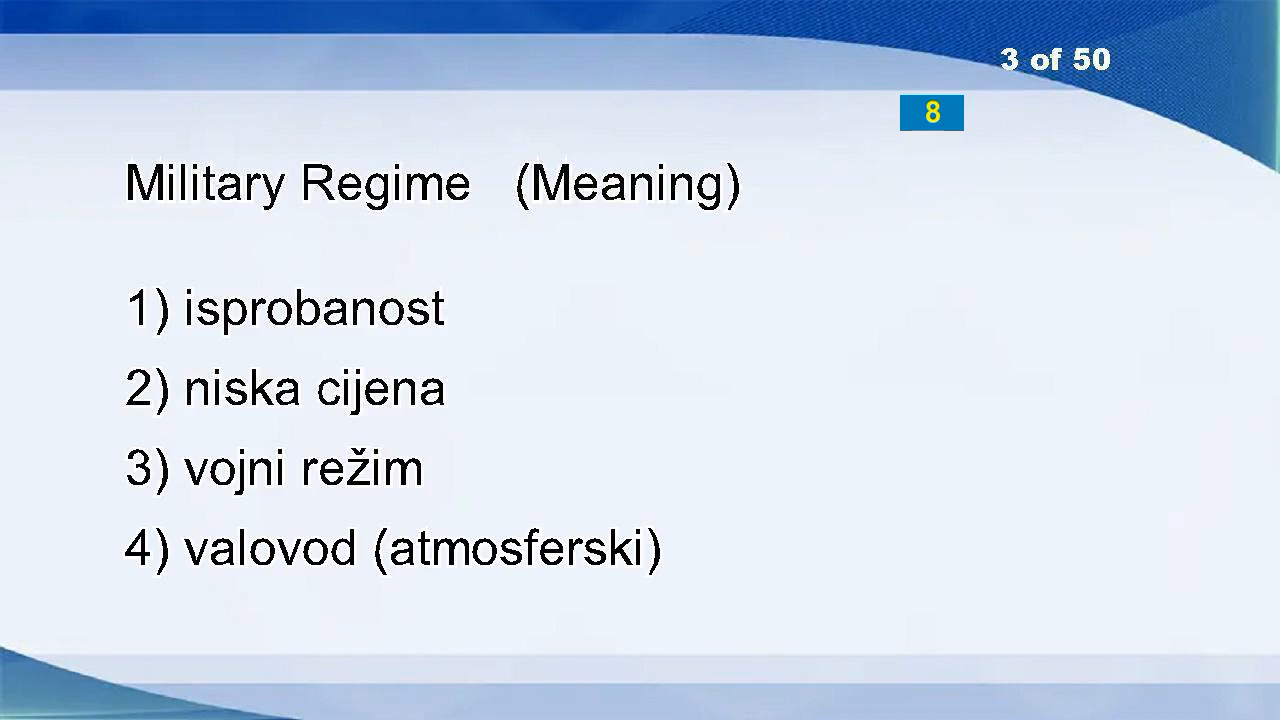 3 of 50
8
Military Regime (Meaning)
1) isprobanost
2) niska cijena
3) vojni režim
4) valovod (atmosferski)